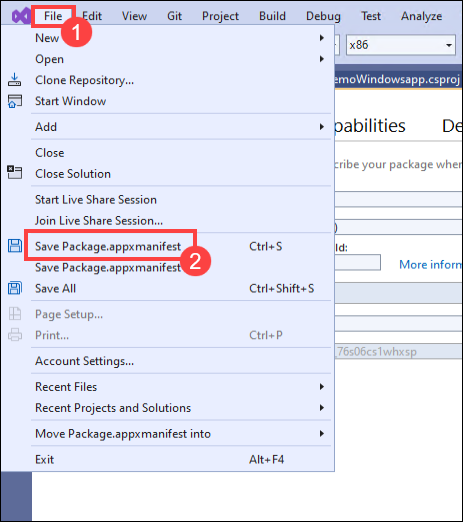 File Edit View Git Project Build Debug Test Analyze
1
New
x86
Open
emoWindowsapp.csproj
Clone Repository...
Start Window
Add
pabilities De
Close
Close Solution
cribe your package when
Start Live Share Session
Join Live Share Session...
)
Save Package.appxmanifest Ctrl+S
ld:
2
Save Package.appxmanifest
More inform
Save All Ctrl+Shift+S
Page Setup...
Print... Ctrl+P
_76s06cs1whxsp
Account Settings...
Recent Files
Recent Projects and Solutions
Move Package.appxmanifest into
Exit Alt+F4